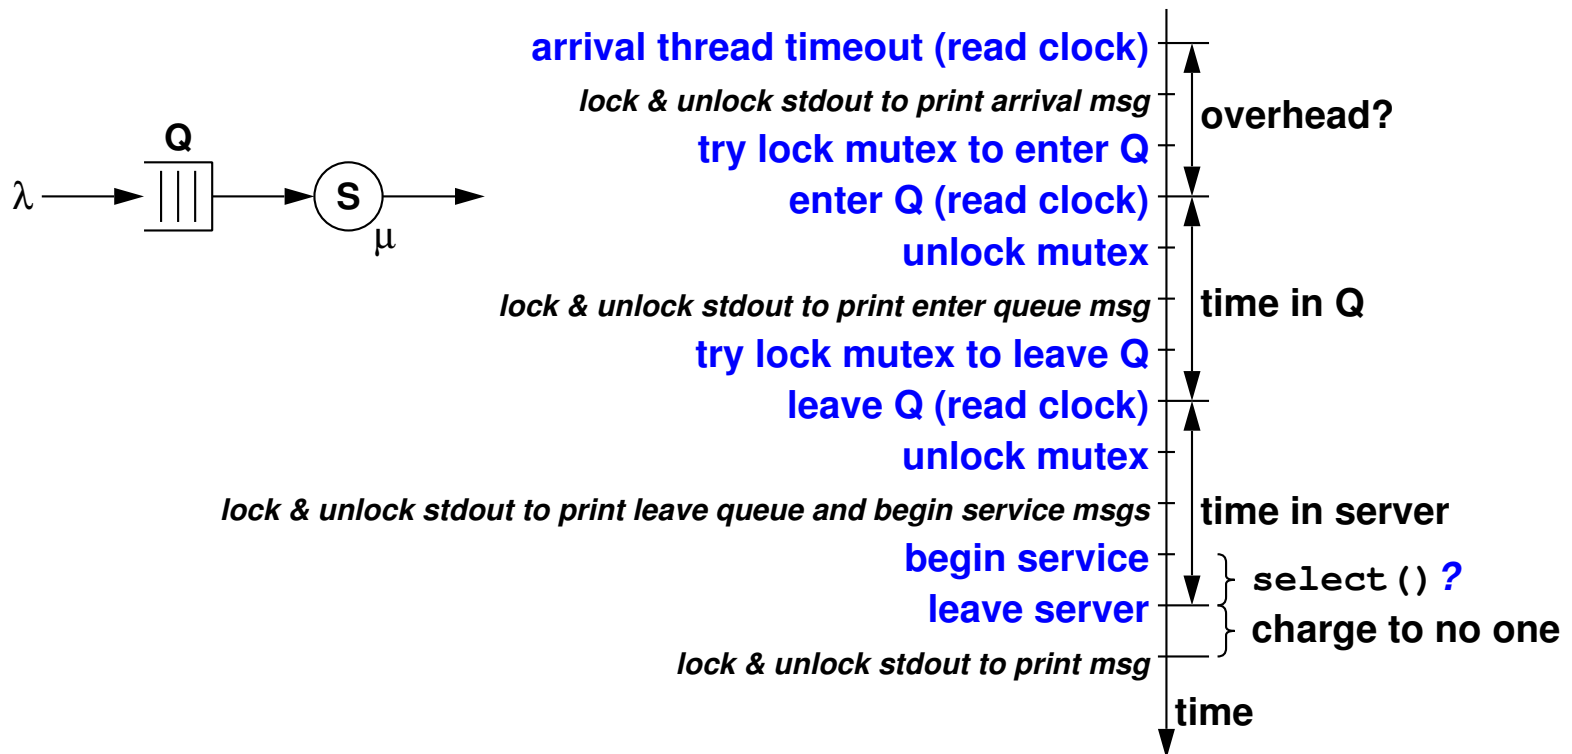 arrival thread timeout (read clock)
lock & unlock stdout to print arrival msg
overhead?
Q
try lock mutex to enter Q
λ
S
μ
enter Q (read clock)
unlock mutex
lock & unlock stdout to print enter queue msg
time in Q
try lock mutex to leave Q
leave Q (read clock)
unlock mutex
lock & unlock stdout to print leave queue and begin service msgs
time in server
begin service
select()?
leave server
charge to no one
lock & unlock stdout to print msg
time